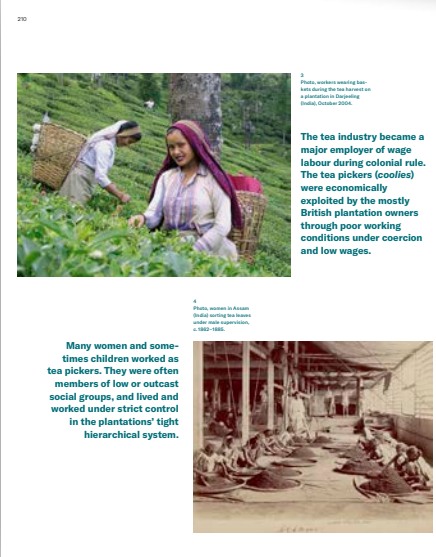 210
3
Photo, workers wearing bas-
kets during the tea harvest on
a plantation in Darjeeling
(India), October 2004.
The tea industry became a
major employer of wage
labour during colonial rule.
The tea pickers (coolies)
were economically
exploited by the mostly
British plantation owners
through poor working
conditions under coercion
and low wages.
4
Photo, women in Assam
(India) sorting tea leaves
under male supervision,
Many women and some-
times children worked as
tea pickers. They were often
members of low or outcast
social groups, and lived and
worked under strict control
in the plantations' tight
hierarchical system.